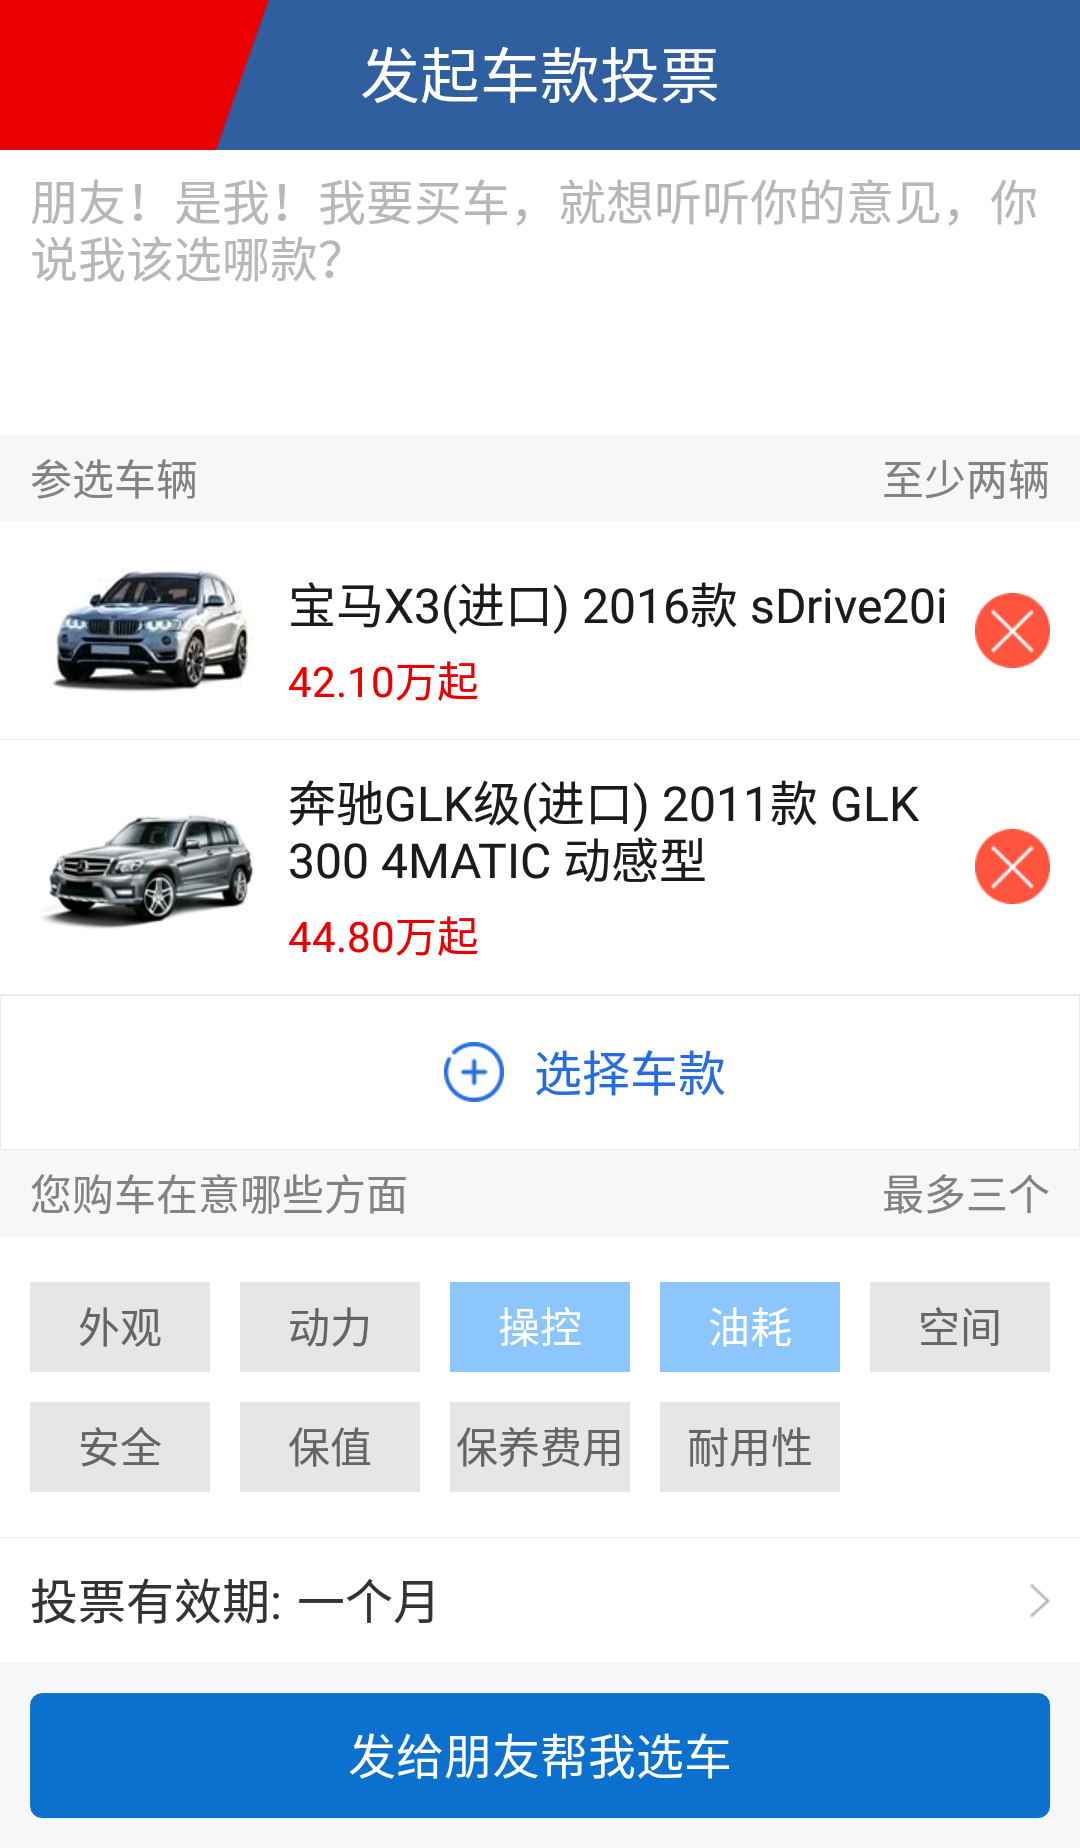 发起车款投票
朋友！是我！我要买车，就想听听你的意见，你
说我该选哪款？
参选车辆 至少两辆
宝马X3(进口) 2016款 sDrive20i
42.10万起
奔驰GLK级(进口) 2011款 GLK
300 4MATIC 动感型
44.80万起
选择车款
您购车在意哪些方面 最多三个
外观 动力 操控 油耗 空间
安全 保值 保养费用 耐用性
投票有效期: 一个月
发给朋友帮我选车